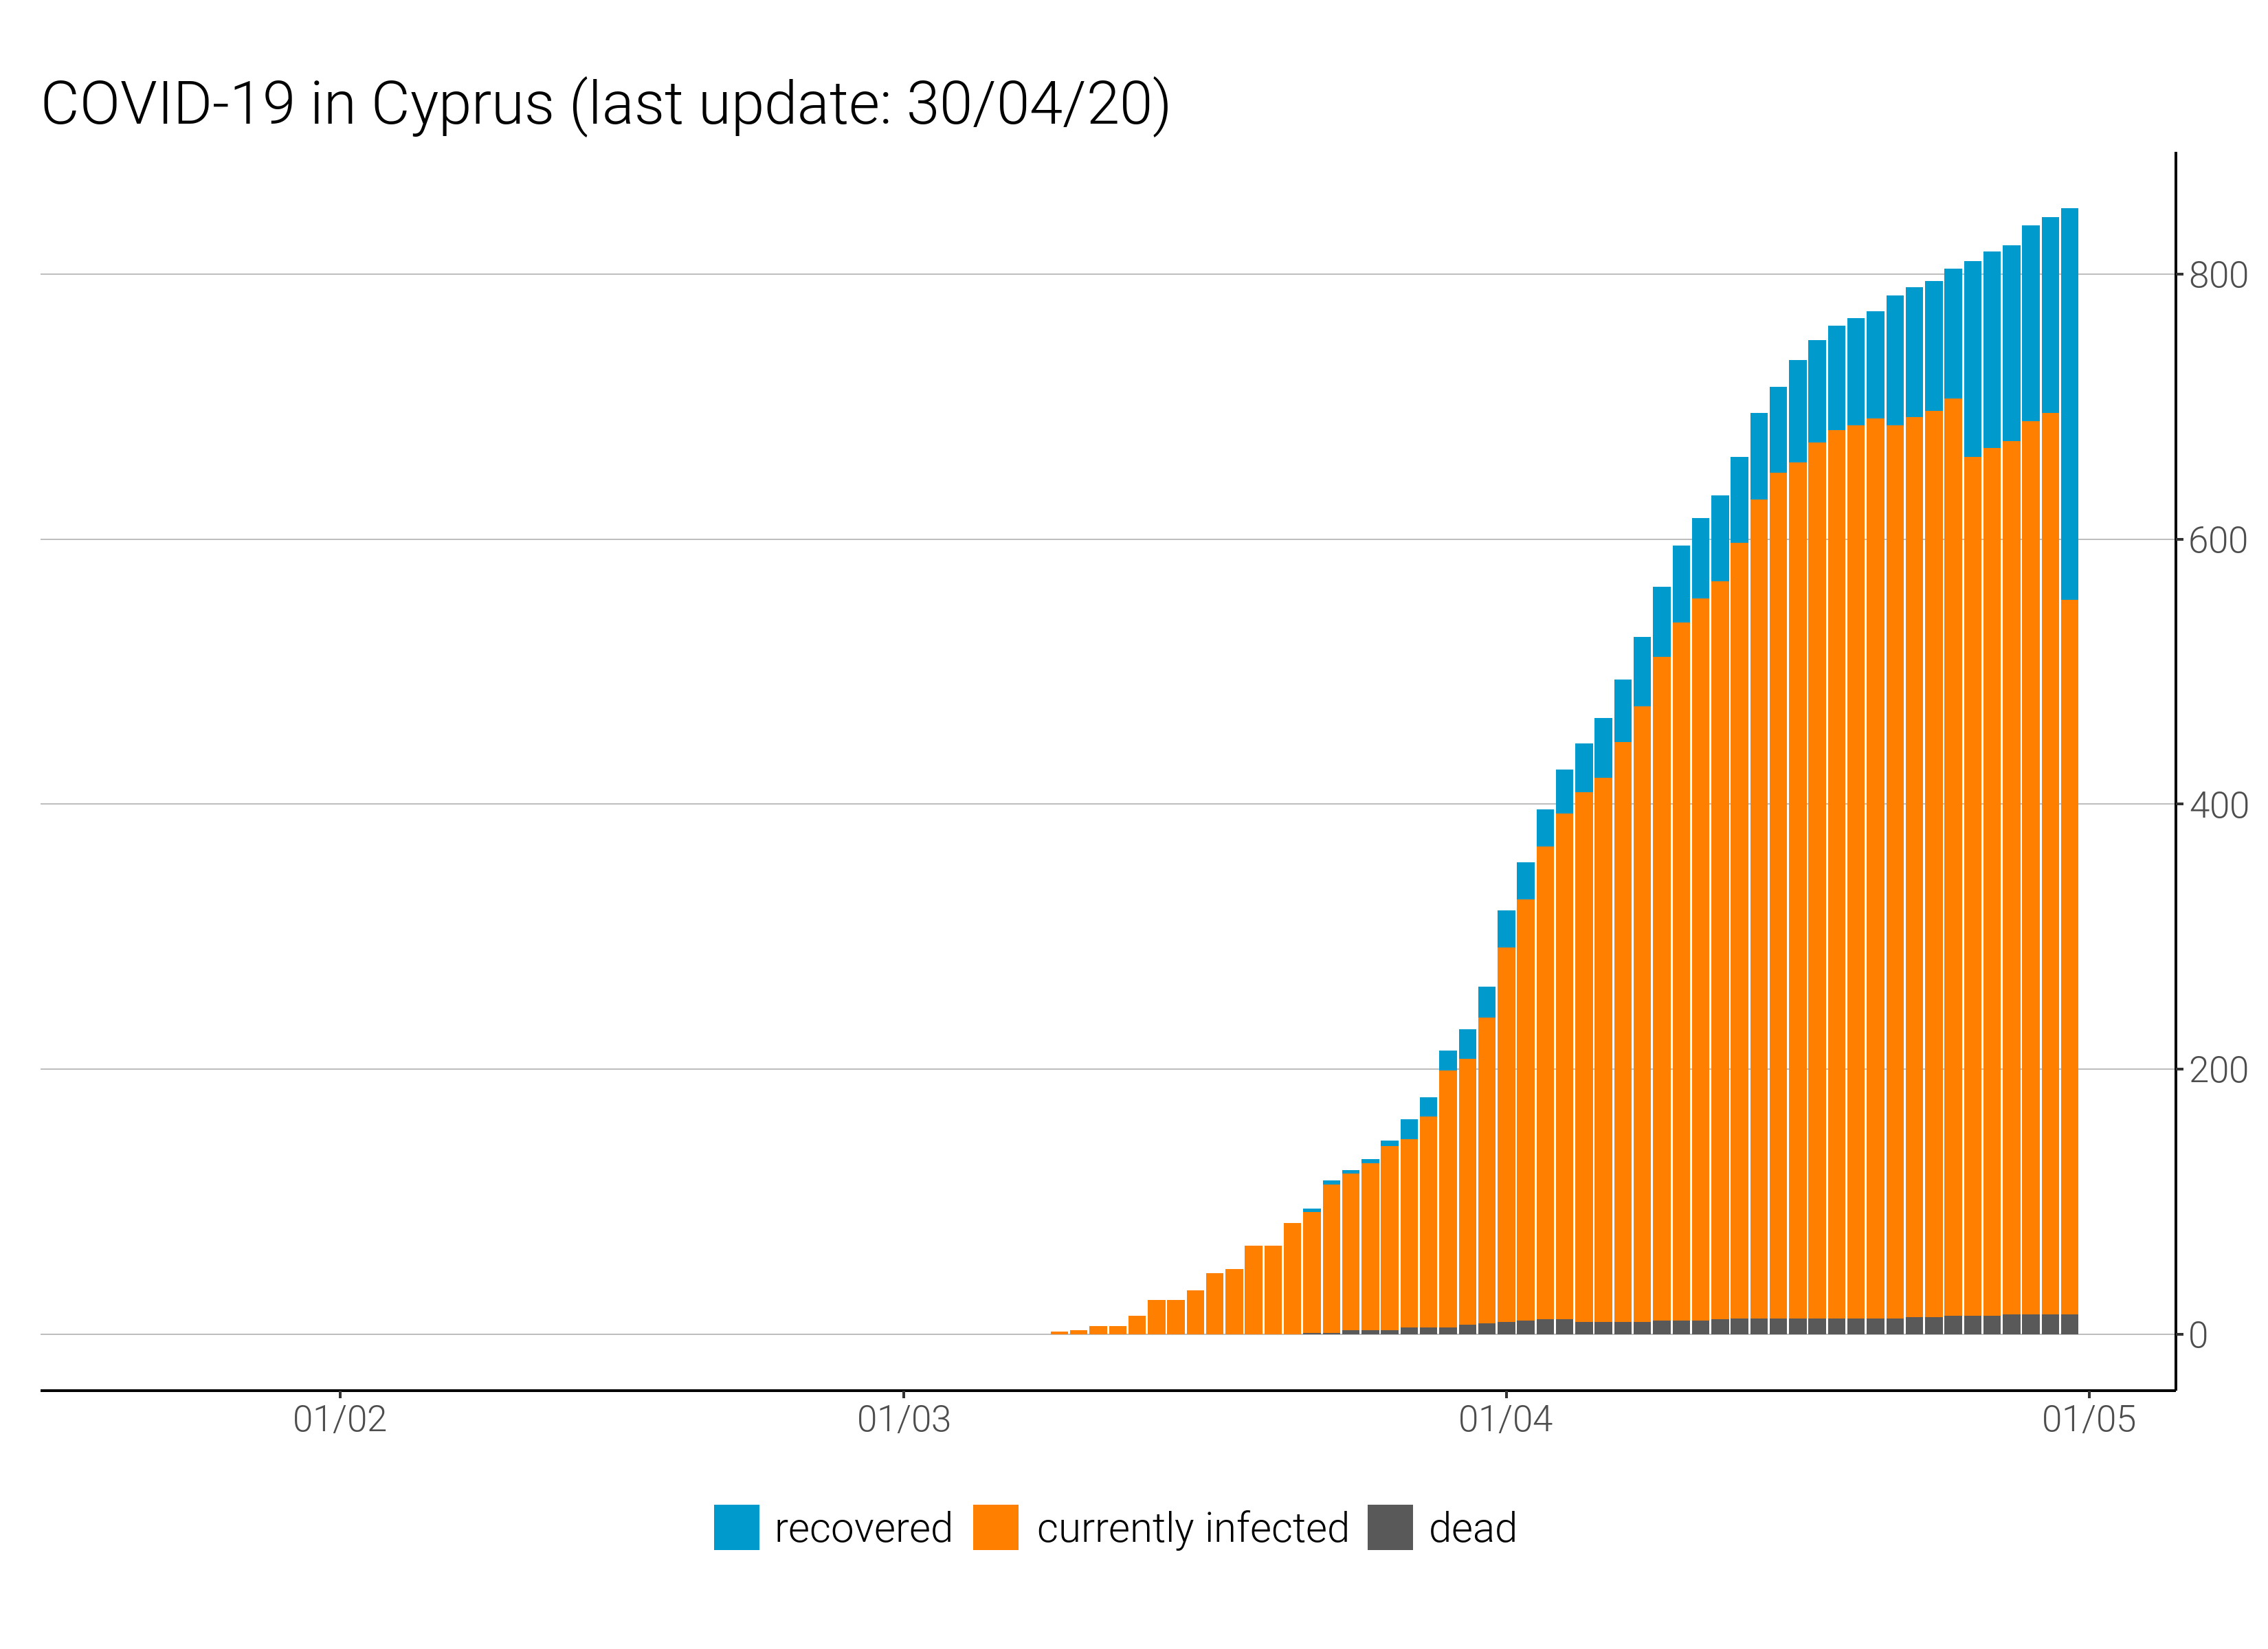 COVID-19 in Cyprus (last update: 30/04/20)
800
600
400
200
0
01/02 01/03 01/04 01/05
recovered currently infected dead